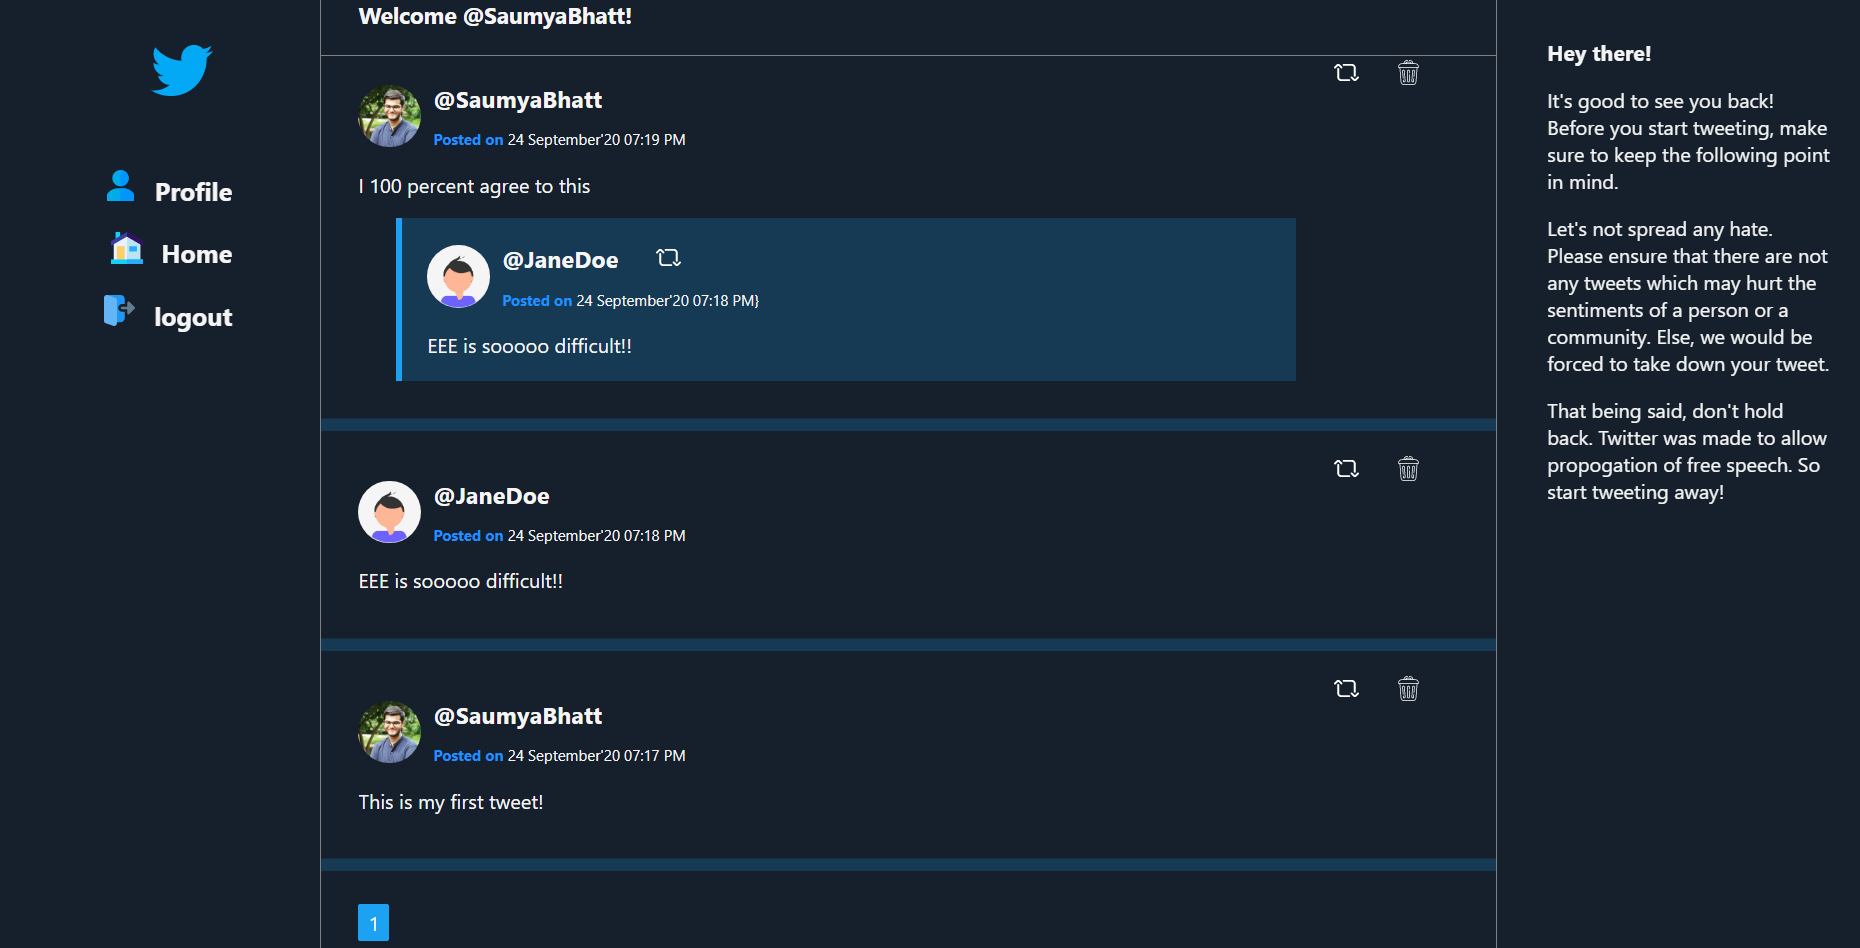 Welcome @SaumyaBhatt!
Profile
Home
logout
@SaumyaBhatt
Posted on 24 September'20 07:19 PM
I 100 percent agree to this
@JaneDoe
Posted on 24 September'20 07:18 PM}
EEE is sooooo difficult!!
@JaneDoe
Posted on 24 September'20 07:18 PM
EEE is sooooo difficult!!
@SaumyaBhatt
Posted on 24 September'20 07:17 PM
This is my first tweet!
1
Hey there!
It's good to see you back!
Before you start tweeting, make
sure to keep the following point
in mind.
Let's not spread any hate.
Please ensure that there are not
any tweets which may hurt the
sentiments of a person or a
community. Else, we would be
forced to take down your tweet.
That being said, don't hold
back. Twitter was made to allow
propogation of free speech. So
start tweeting away!